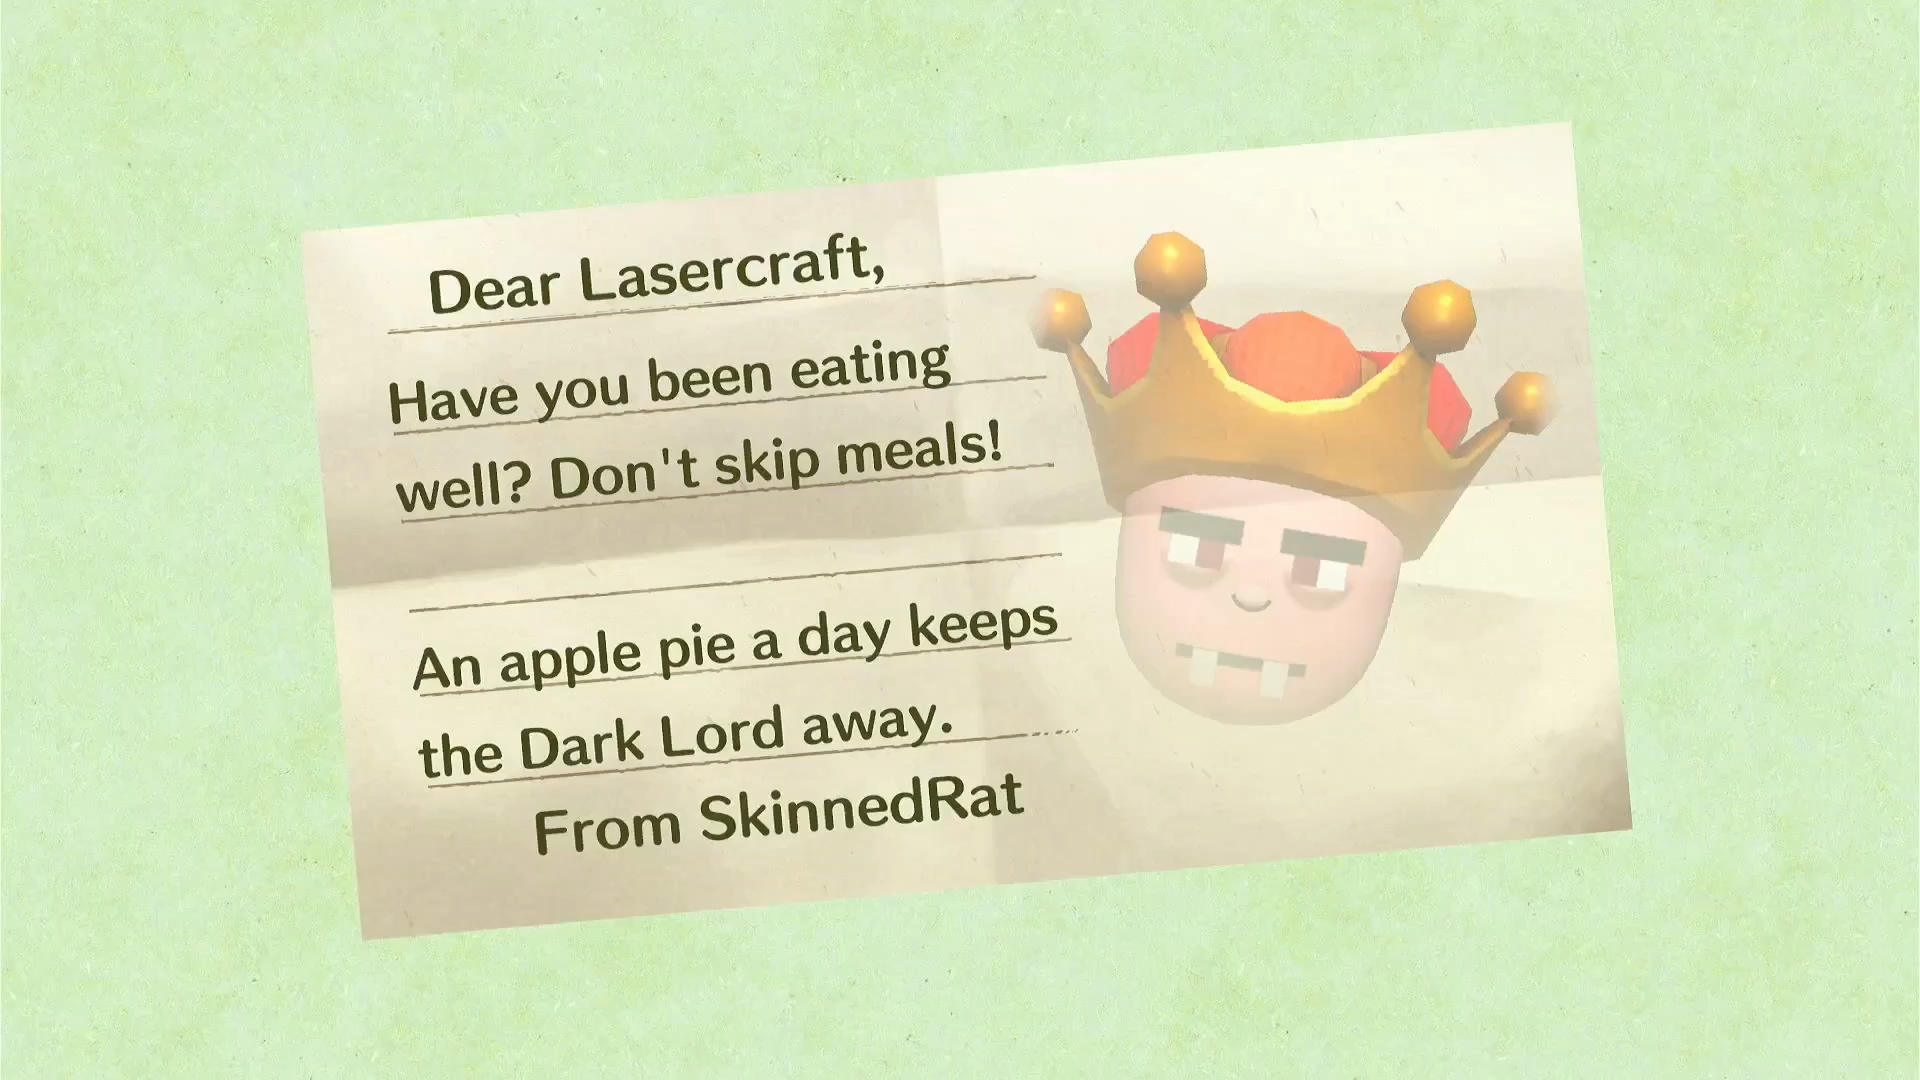 Dear Lasercraft,
Have you been eating
well? Don't skip meals!
An apple pie a day keeps
the Dark Lord away.
From SkinnedRat